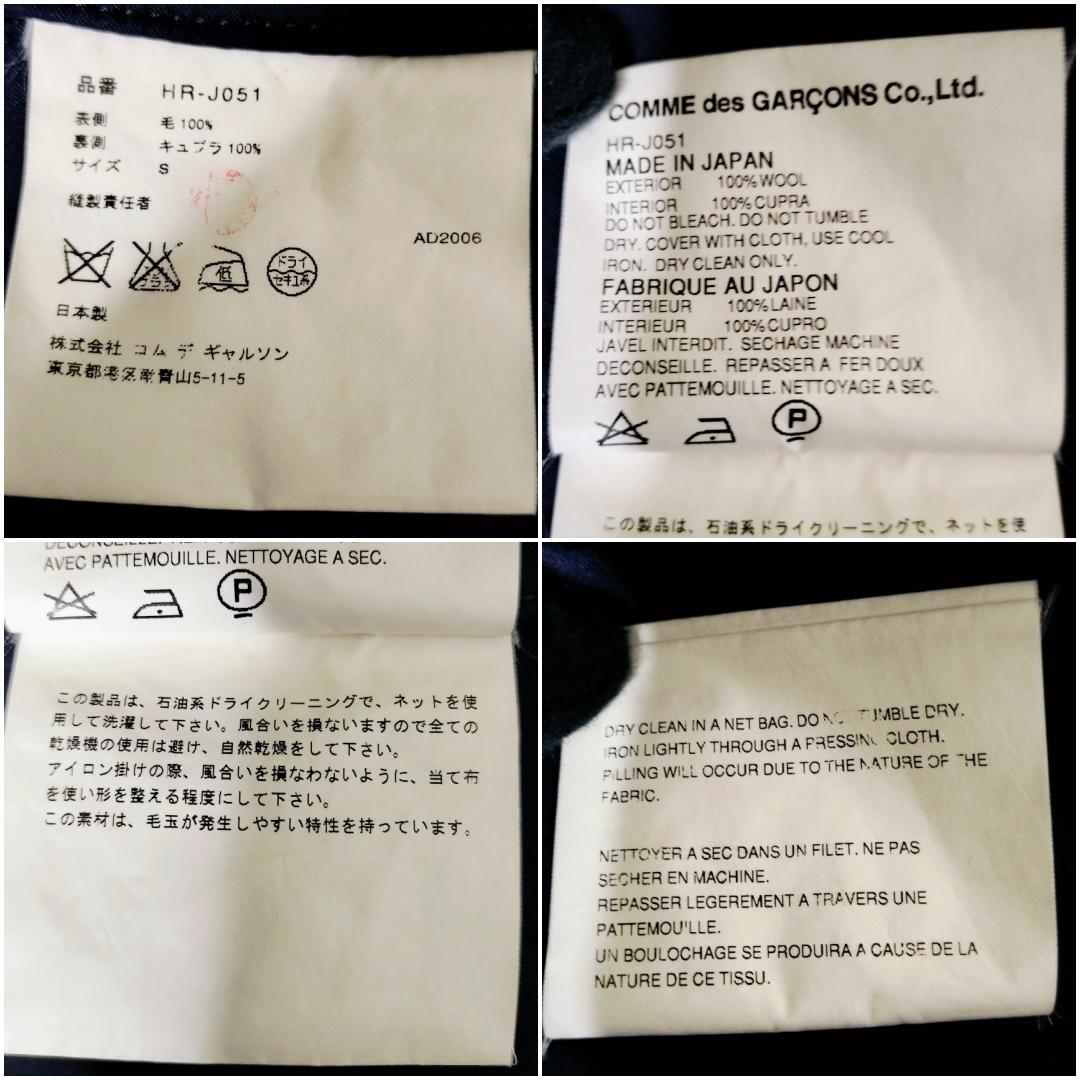 品番 HR-J051
表側 毛 100%
裏側 キュプラ 100%
サイズ S
縫製責任者
AD2006
低
ドライ
セキユ系
日本製
株式会社 コム デ ギャルソン
東京都港区南青山5-11-5
COMME des GARÇONS Co.,Ltd.
HR-J051
MADE IN JAPAN
EXTERIOR 100% WOOL
INTERIOR 100% CUPRA
DO NOT BLEACH. DO NOT TUMBLE
DRY. COVER WITH CLOTH, USE COOL
IRON. DRY CLEAN ONLY.
FABRIQUE AU JAPON
EXTERIEUR 100% LAINE
INTERIEUR 100% CUPRO
JAVEL INTERDIT. SECHAGE MACHINE
DECONSEILLE. REPASSER A FER DOUX
AVEC PATTEMOUILLE. NETTOYAGE A SEC.
P
この製品は、石油系ドライクリーニングで、ネットを使
AVEC PATTEMOUILLE. NETTOYAGE A SEC.
P
この製品は、石油系ドライクリーニングで、ネットを使
用して洗濯して下さい。風合いを損ないますので全ての
乾燥機の使用は避け、自然乾燥をして下さい。
アイロン掛けの際、風合いを損なわないように、当て布
を使い形を整える程度にして下さい。
この素材は、毛玉が発生しやすい特性を持っています。
DRY CLEAN IN A NET BAG. DO NOT TUMBLE DRY.
IRON LIGHTLY THROUGH A PRESSING CLOTH.
PILLING WILL OCCUR DUE TO THE NATURE OF THE
FABRIC.
NETTOYER A SEC DANS UN FILET. NE PAS
SECHER EN MACHINE.
REPASSER LEGEREMENT A TRAVERS UNE
PATTEMOUILLE.
UN BOULOCHAGE SE PRODUIRA A CAUSE DE LA
NATURE DE CE TISSU.